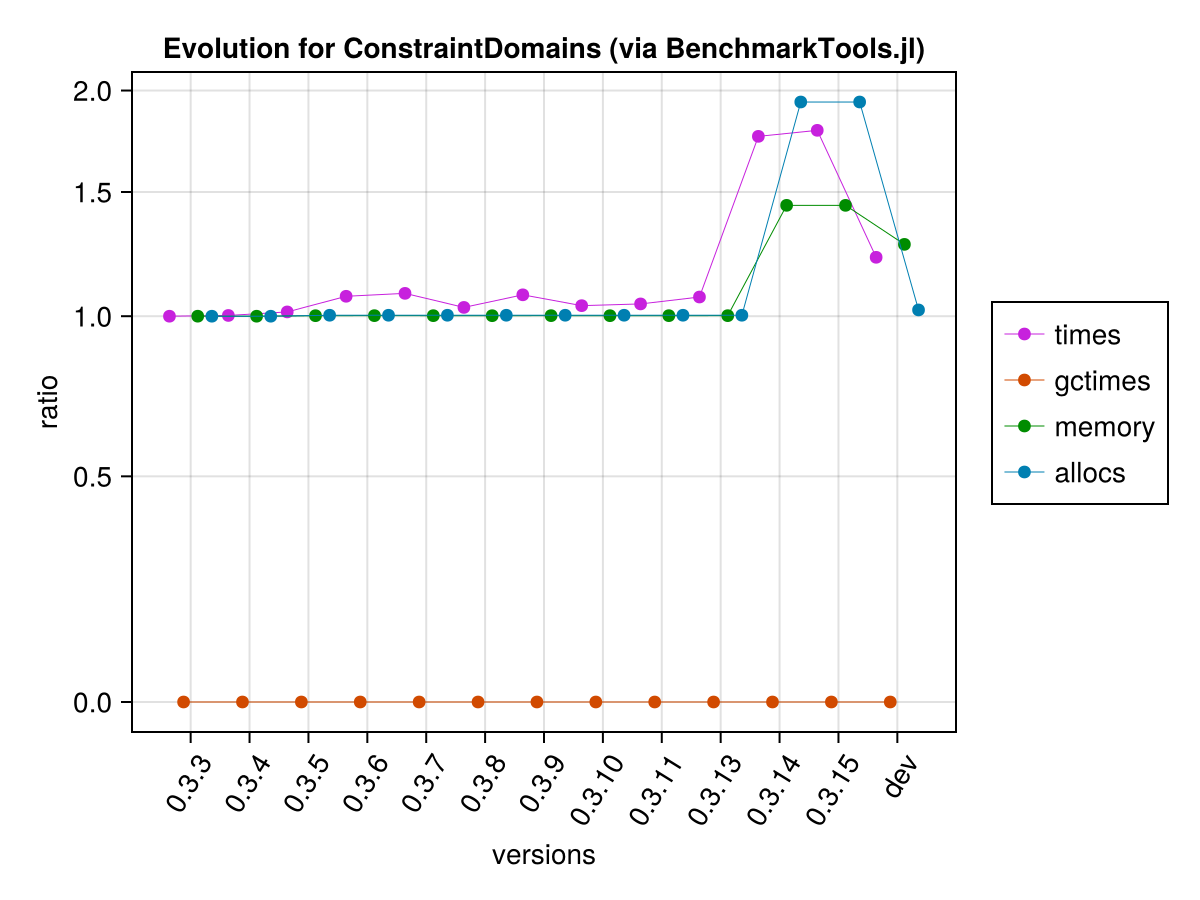 Evolution for ConstraintDomains (via BenchmarkTools.jl)
2.0
1.5
1.0
0.5
0.0
ratio
0.3.3
0.3.4
0.3.5
0.3.6
0.3.7
0.3.8
0.3.9
0.3.10
0.3.11
0.3.13
0.3.14
0.3.15
dev
versions
times
gctimes
memory
allocs